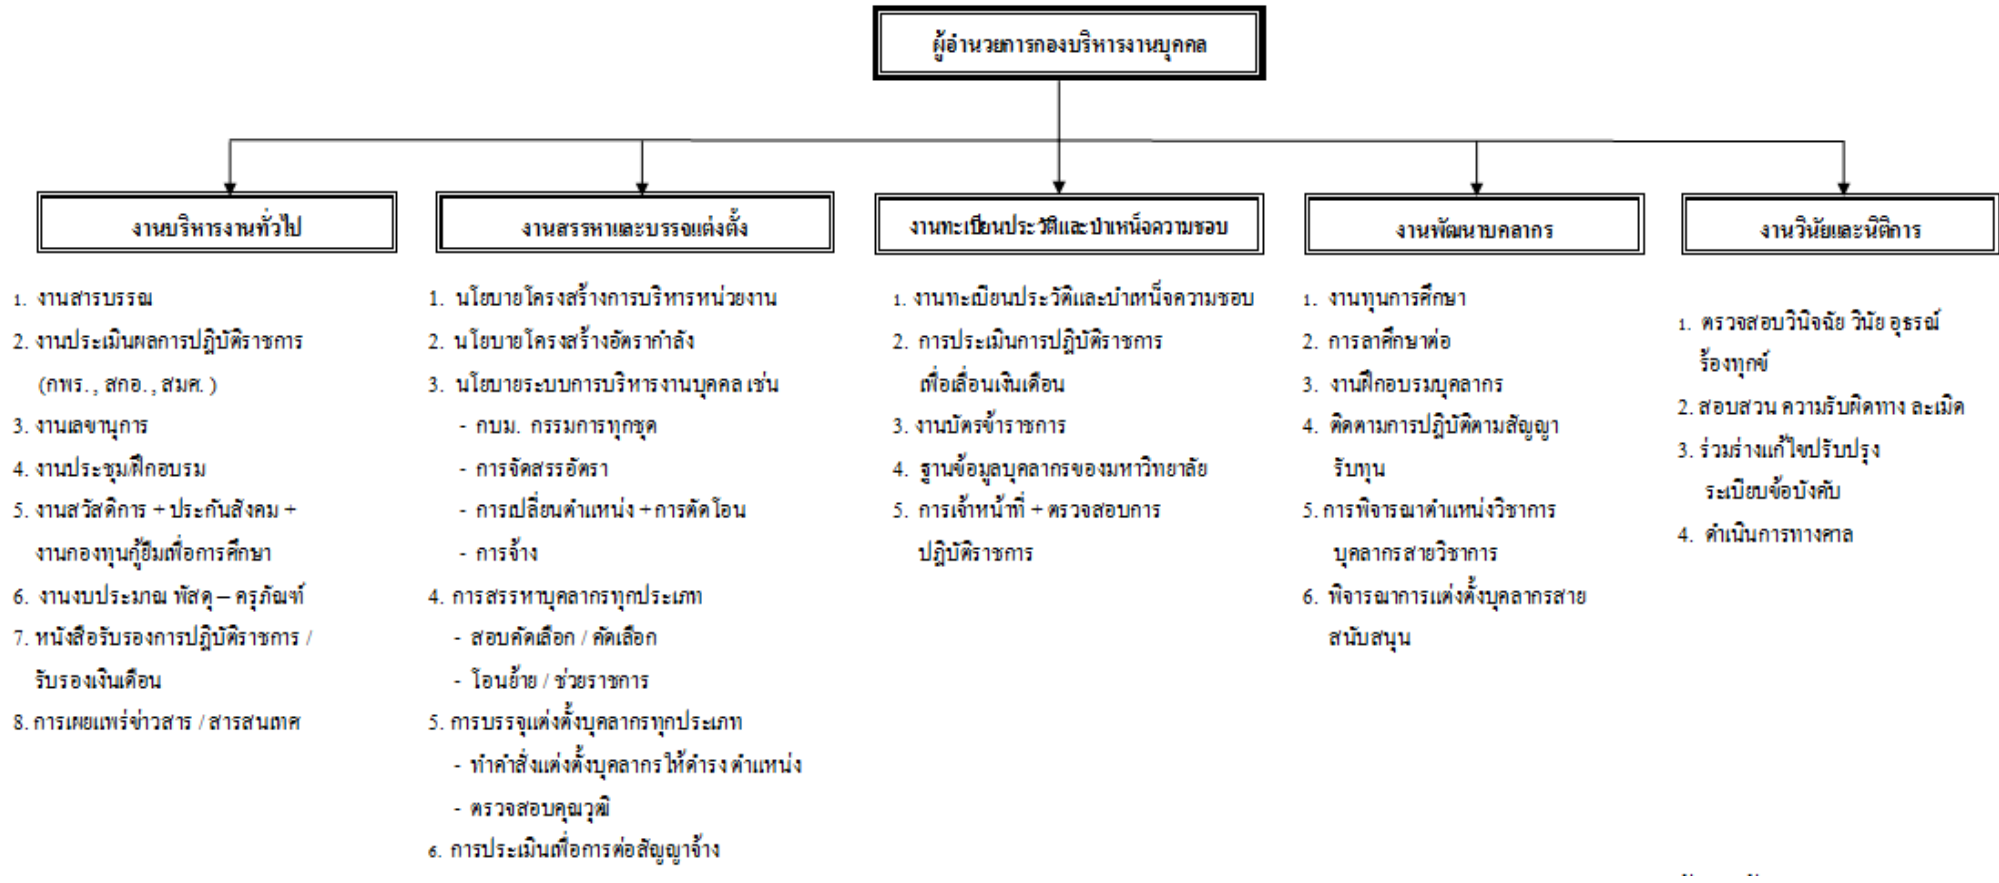 ผู้อำนวยการกองบริหารงานบุคคล
งานบริหารงานทั่วไป
1. งานสารบรรณ
2. งานประเมินผลการปฏิบัติราชการ
(กพร. , สกอ. , สมศ. )
3. งานเลขานุการ
4. งานประชุม/ฝึกอบรม
5. งานสวัสดิการ + ประกันสังคม +
งานกองทุนกู้ยืมเพื่อการศึกษา
6. งานงบประมาณ พัสดุ – ครุภัณฑ์
7. หนังสือรับรองการปฏิบัติราชการ /
รับรองเงินเดือน
8. การเผยแพร่ข่าวสาร / สารสนเทศ
งานสรรหาและบรรจุแต่งตั้ง
1. นโยบายโครงสร้างการบริหารหน่วยงาน
2. นโยบายโครงสร้างอัตรากำลัง
3. นโยบายระบบการบริหารงานบุคคล เช่น
- กบม. กรรมการทุกชุด
- การจัดสรรอัตรา
- การเปลี่ยนตำแหน่ง + การตัดโอน
- การจ้าง
4. การสรรหาบุคลากรทุกประเภท
- สอบคัดเลือก / คัดเลือก
- โอนย้าย / ช่วยราชการ
5. การบรรจุแต่งตั้งบุคลากรทุกประเภท
- ทำคำสั่งแต่งตั้งบุคลากร ให้ดำรง ตำแหน่ง
- ตรวจสอบคุณวุฒิ
6. การประเมินเพื่อการต่อสัญญาจ้าง
งานทะเบียนประวัติและบำเหน็จความชอบ
1. งานทะเบียนประวัติและบำเหน็จความชอบ
2. การประเมินการปฏิบัติราชการ
เพื่อเลื่อนเงินเดือน
3. งานบัตรข้าราชการ
4. ฐานข้อมูลบุคลากรของมหาวิทยาลัย
5. การเจ้าหน้าที่ + ตรวจสอบการ
ปฏิบัติราชการ
งานพัฒนาบุคลากร
1. งานทุนการศึกษา
2. การลาศึกษาต่อ
3. งานฝึกอบรมบุคลากร
4. ติดตามการปฏิบัติตามสัญญา
รับทุน
5. การพิจารณาตำแหน่งวิชาการ
บุคลากรสายวิชาการ
6. พิจารณาการแต่งตั้งบุคลากรสาย
สนับสนุน
งานวินัยและนิติการ
1. ตรวจสอบวินิจฉัย วินัย อุธรณ์
ร้องทุกข์
2. สอบสวน ความรับผิดทาง ละเมิด
3. ร่วมร่างแก้ไขปรับปรุง
ระเบียบข้อบังคับ
4. ดำเนินการทางศาล